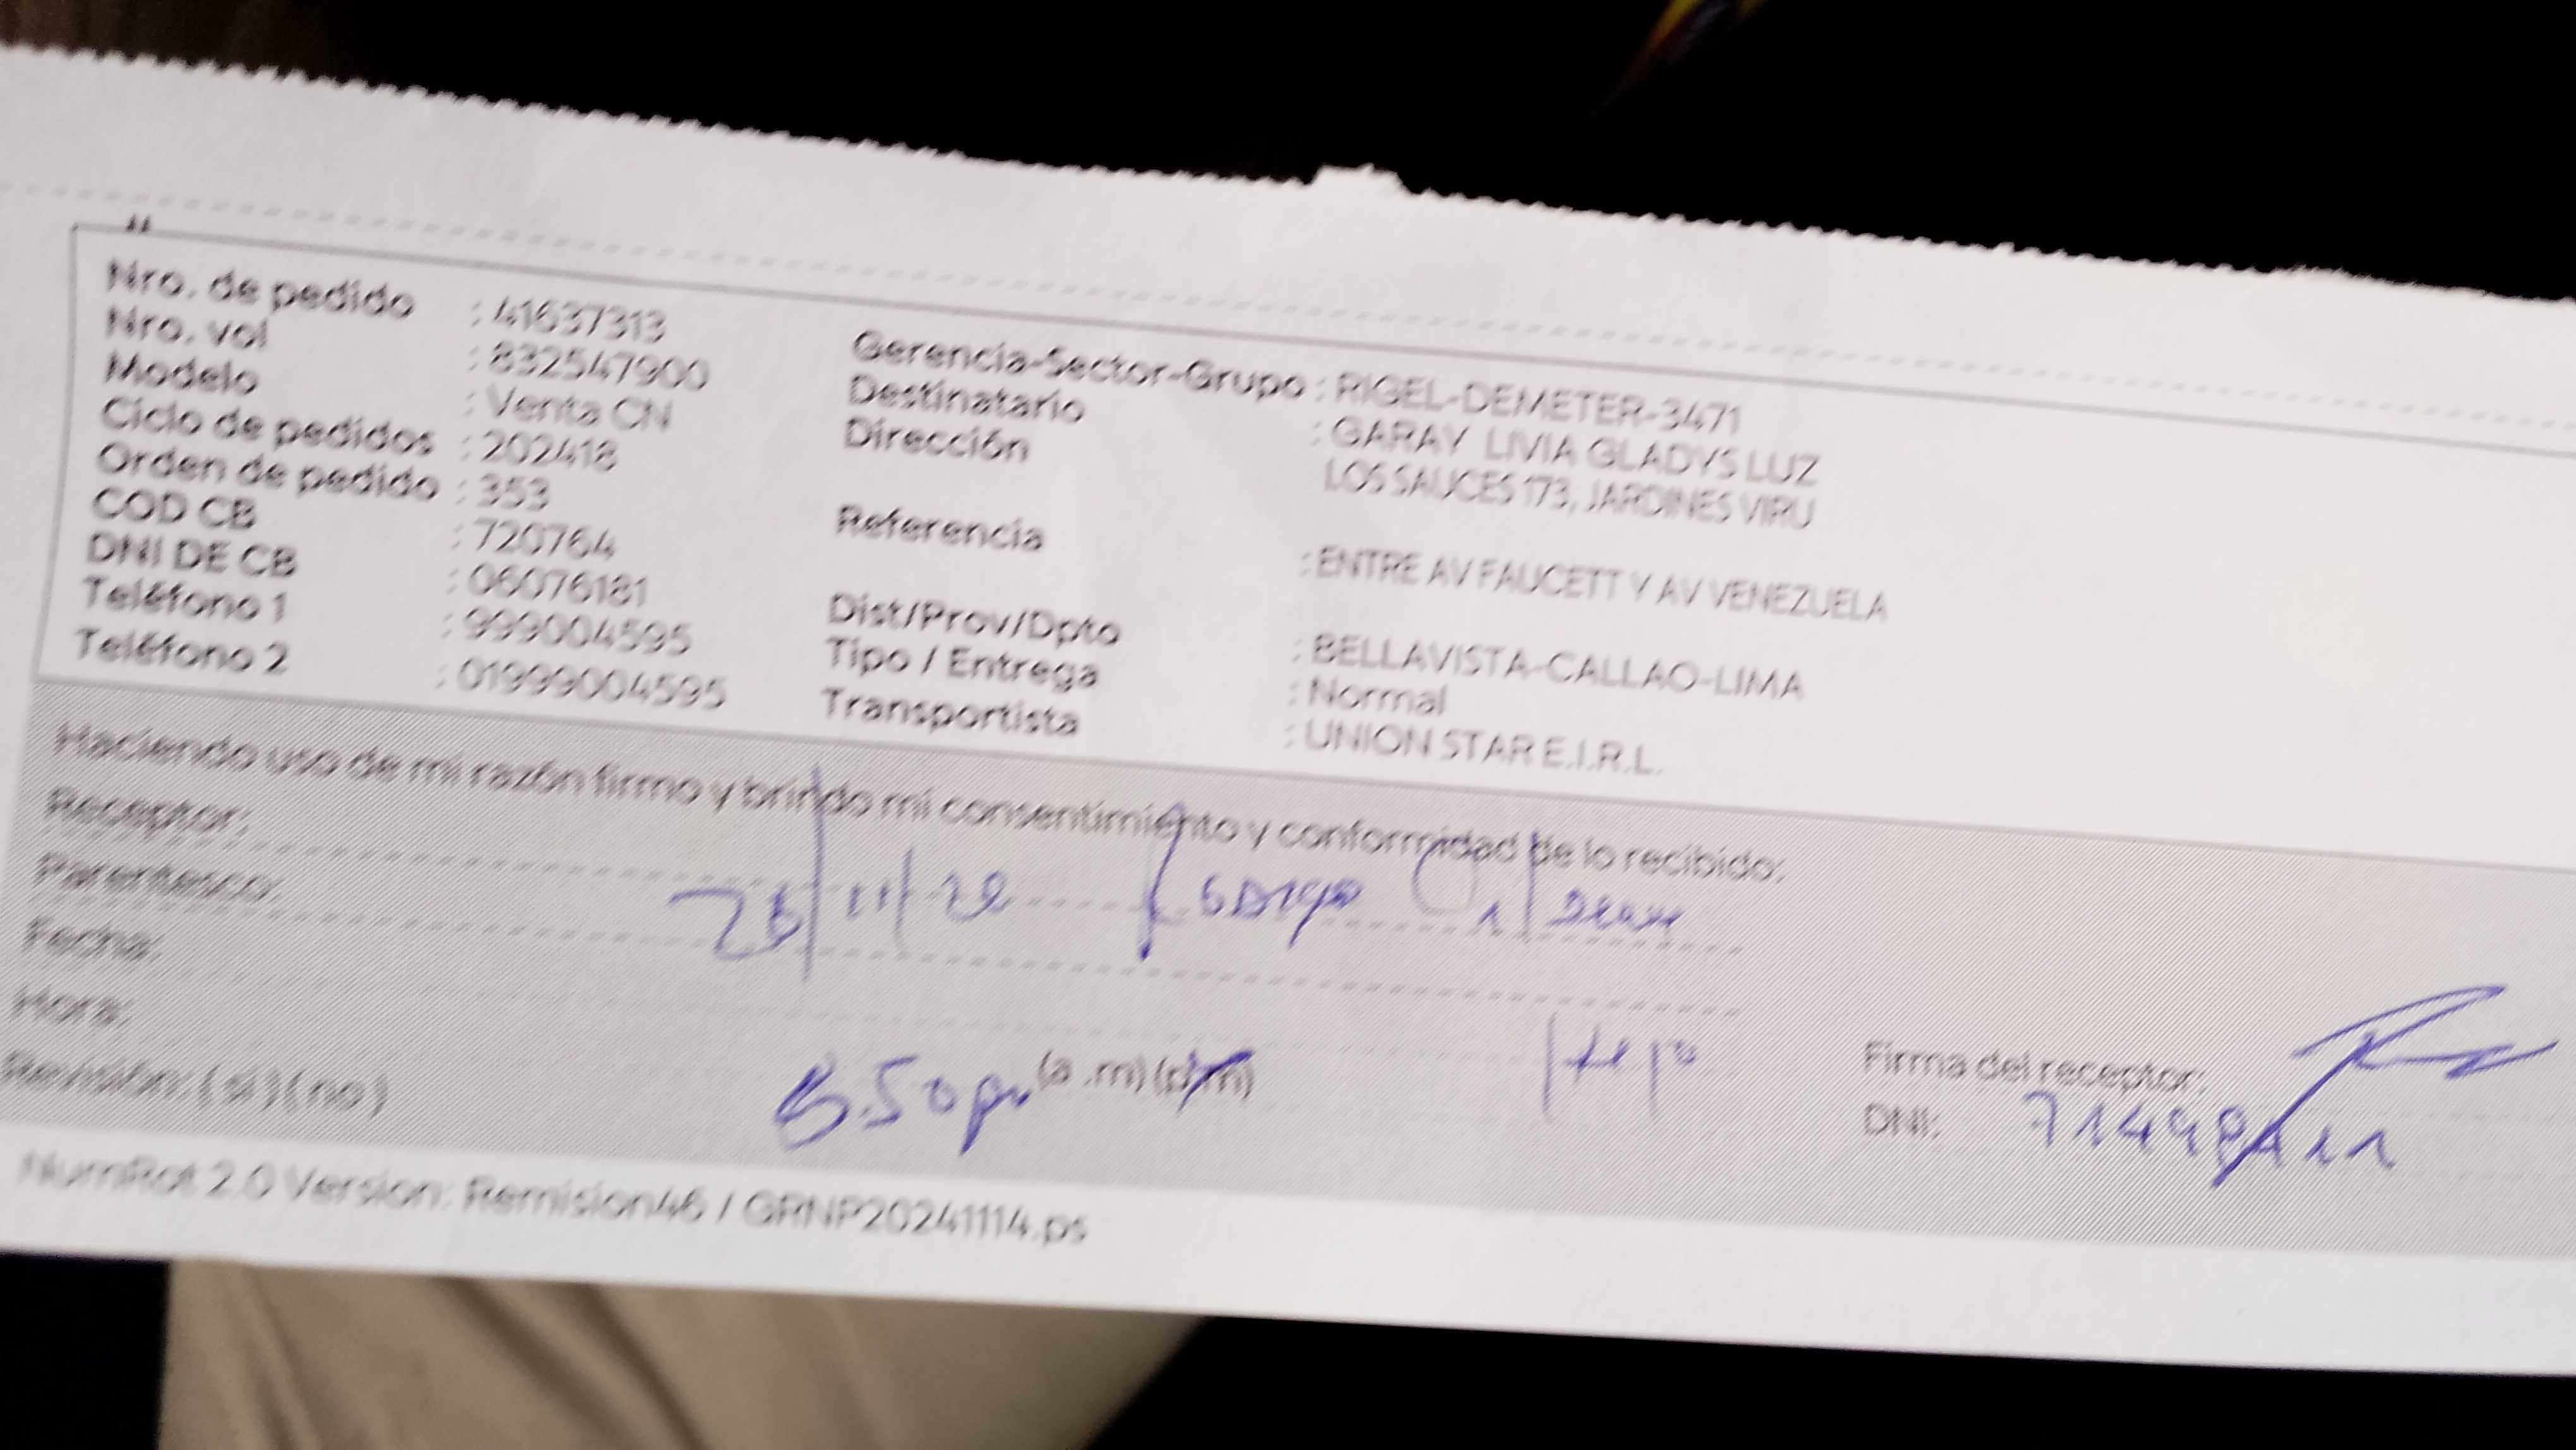 Nro. de pedido : 41637313
Nro. vol : 832547900
Modelo : Venta CN
Ciclo de pedidos : 202418
Orden de pedido : 353
COD CB : 720764
DNI DE CB : 06076181
Teléfono 1 : 999004595
Teléfono 2 : 01999004595
Gerencia-Sector-Grupo : RIGEL-DEMETER-3471
Destinatario : GARAY LIVIA GLADYS LUZ
Dirección LOS SAUCES 173, JARDINES VIRU
Referencia : ENTRE AV FAUCETT Y AV VENEZUELA
Dist/Prov/Dpto : BELLAVISTA-CALLAO-LIMA
Tipo / Entrega : Normal
Transportista : UNION STAR E.I.R.L.
Haciendo uso de mi razón firmo y brindo mi consentimiento y conformidad de lo recibido:
Receptor:
Parentesco:
Fecha:
Hora: (a .m) (p.m)
Revisión: ( si ) ( no )
Firma del receptor:
DNI:
NumRot 2.0 Version: Remision46 / GRNP20241114.ps